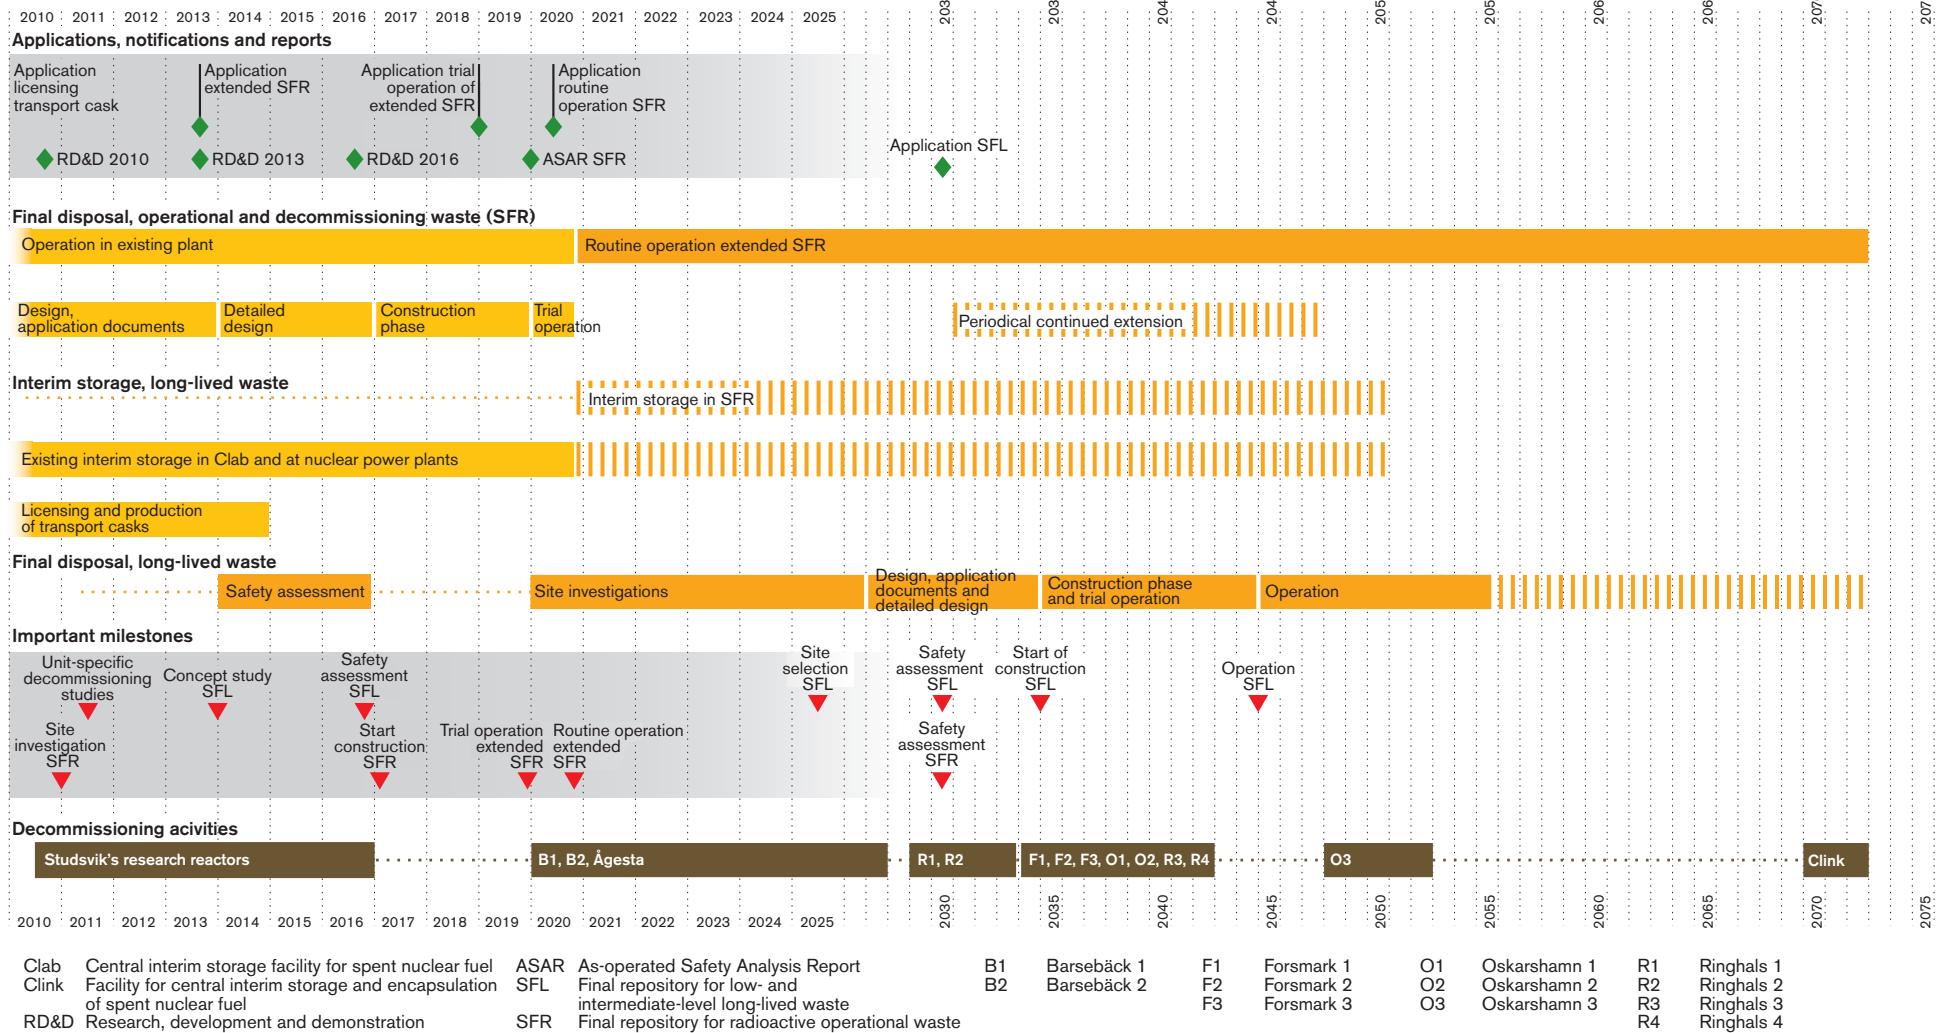 2010 2011 2012 2013 2014 2015 2016 2017 2018 2019 2020 2021 2022 2023 2024 2025 203 203 204 204 205 205 206 206 207 207
Applications, notifications and reports
Application
licensing
transport cask
Application
extended SFR
Application trial
operation of
extended SFR
Application
routine
operation SFR
RD&D 2010
RD&D 2013
RD&D 2016
ASAR SFR
Application SFL
Final disposal, operational and decommissioning waste (SFR)
Operation in existing plant
Routine operation extended SFR
Design,
application documents
Detailed
design
Construction
phase
Trial
operation
Periodical continued extension
Interim storage, long-lived waste
Interim storage in SFR
Existing interim storage in Clab and at nuclear power plants
Licensing and production
of transport casks
Final disposal, long-lived waste
Safety assessment
Site investigations
Design, application
documents and
detailed design
Construction phase
and trial operation
Operation
Important milestones
Unit-specific
decommissioning
studies
Concept study
SFL
Safety
assessment
SFL
Site
selection
SFL
Safety
assessment
SFL
Start of
construction
SFL
Operation
SFL
Site
investigation
SFR
Start
construction
SFR
Trial operation
extended
SFR
Routine operation
extended
SFR
Safety
assessment
SFR
Decommissioning acivities
Studsvik's research reactors
B1, B2, Ågesta
R1, R2
F1, F2, F3, O1, O2, R3, R4
O3
Clink
2010 2011 2012 2013 2014 2015 2016 2017 2018 2019 2020 2021 2022 2023 2024 2025 2030 2035 2040 2045 2050 2055 2060 2065 2070 2075
Clab Central interim storage facility for spent nuclear fuel
Clink Facility for central interim storage and encapsulation
of spent nuclear fuel
RD&D Research, development and demonstration
ASAR As-operated Safety Analysis Report
SFL Final repository for low- and
intermediate-level long-lived waste
SFR Final repository for radioactive operational waste
B1 Barsebäck 1
B2 Barsebäck 2
F1 Forsmark 1
F2 Forsmark 2
F3 Forsmark 3
O1 Oskarshamn 1
O2 Oskarshamn 2
O3 Oskarshamn 3
R1 Ringhals 1
R2 Ringhals 2
R3 Ringhals 3
R4 Ringhals 4